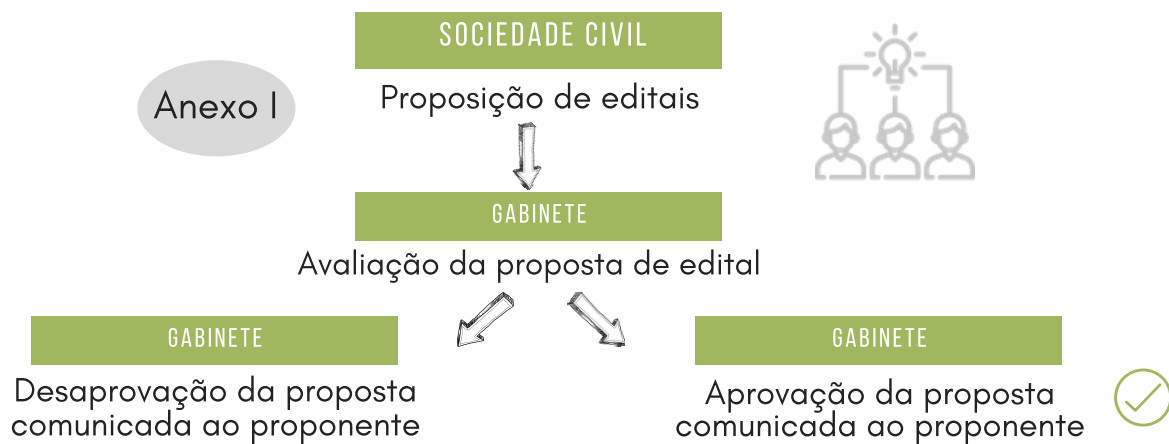 SOCIEDADE CIVIL
Anexo I
Proposição de editais
GABINETE
Avaliação da proposta de edital
GABINETE
Desaprovação da proposta
comunicada ao proponente
GABINETE
Aprovação da proposta
comunicada ao proponente